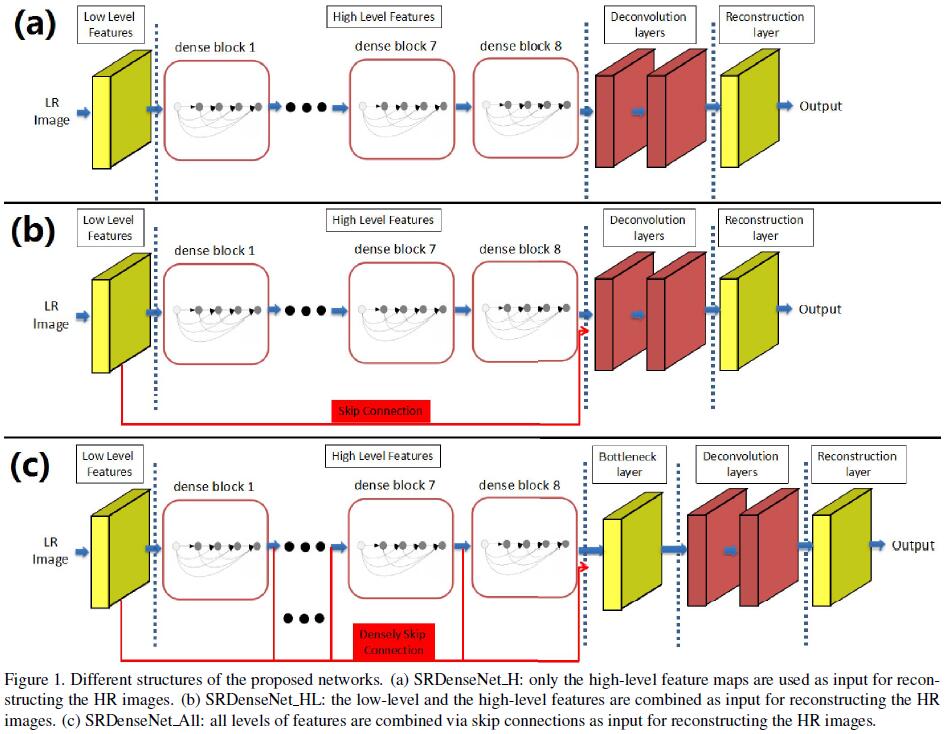 (a)
Low Level
Features
High Level Features
Deconvolution
layers
Reconstruction
layer
dense block 1
dense block 7
dense block 8
LR
Image
Output
(b)
Low Level
Features
High Level Features
Deconvolution
layers
Reconstruction
layer
dense block 1
dense block 7
dense block 8
LR
Image
Output
Skip Connection
(c)
Low Level
Features
High Level Features
Bottleneck
layer
Deconvolution
layers
Reconstruction
layer
dense block 1
dense block 7
dense block 8
LR
Image
Output
Densely Skip
Connection
Figure 1. Different structures of the proposed networks. (a) SRDenseNet_H: only the high-level feature maps are used as input for recon-
structing the HR images. (b) SRDenseNet_HL: the low-level and the high-level features are combined as input for reconstructing the HR
images. (c) SRDenseNet_All: all levels of features are combined via skip connections as input for reconstructing the HR images.